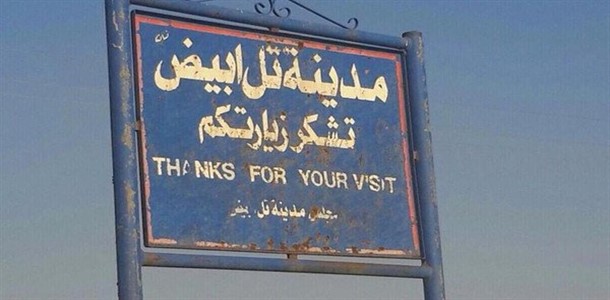 مدينة تل ابيض
تشكر زيارتكم
THANKS FOR YOUR VISIT
مجلس مدينة تل ابيض